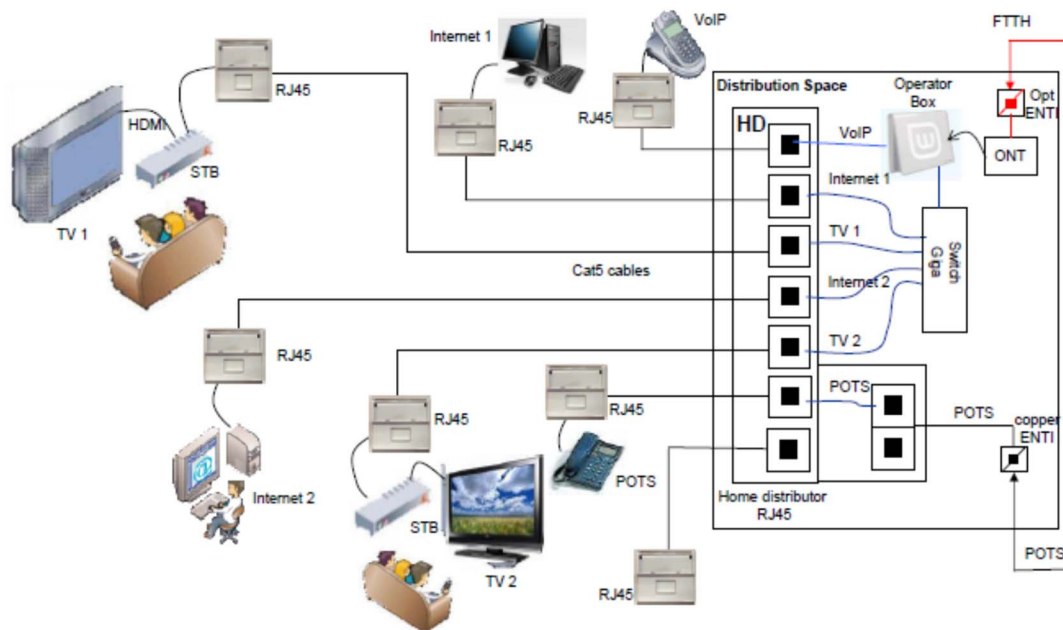 VoIP
FTTH
Internet 1
RJ45
RJ45
Distribution Space
Operator
Box
Opt
ENTI
HDMI
STB
RJ45
HD
VoIP
ONT
TV 1
Internet 1
TV 1
Cat5 cables
Internet 2
Switch
Giga
RJ45
TV 2
RJ45
RJ45
POTS
POTS
copper
ENTI
Internet 2
STB
POTS
Home distributor
RJ45
TV 2
POTS
RJ45